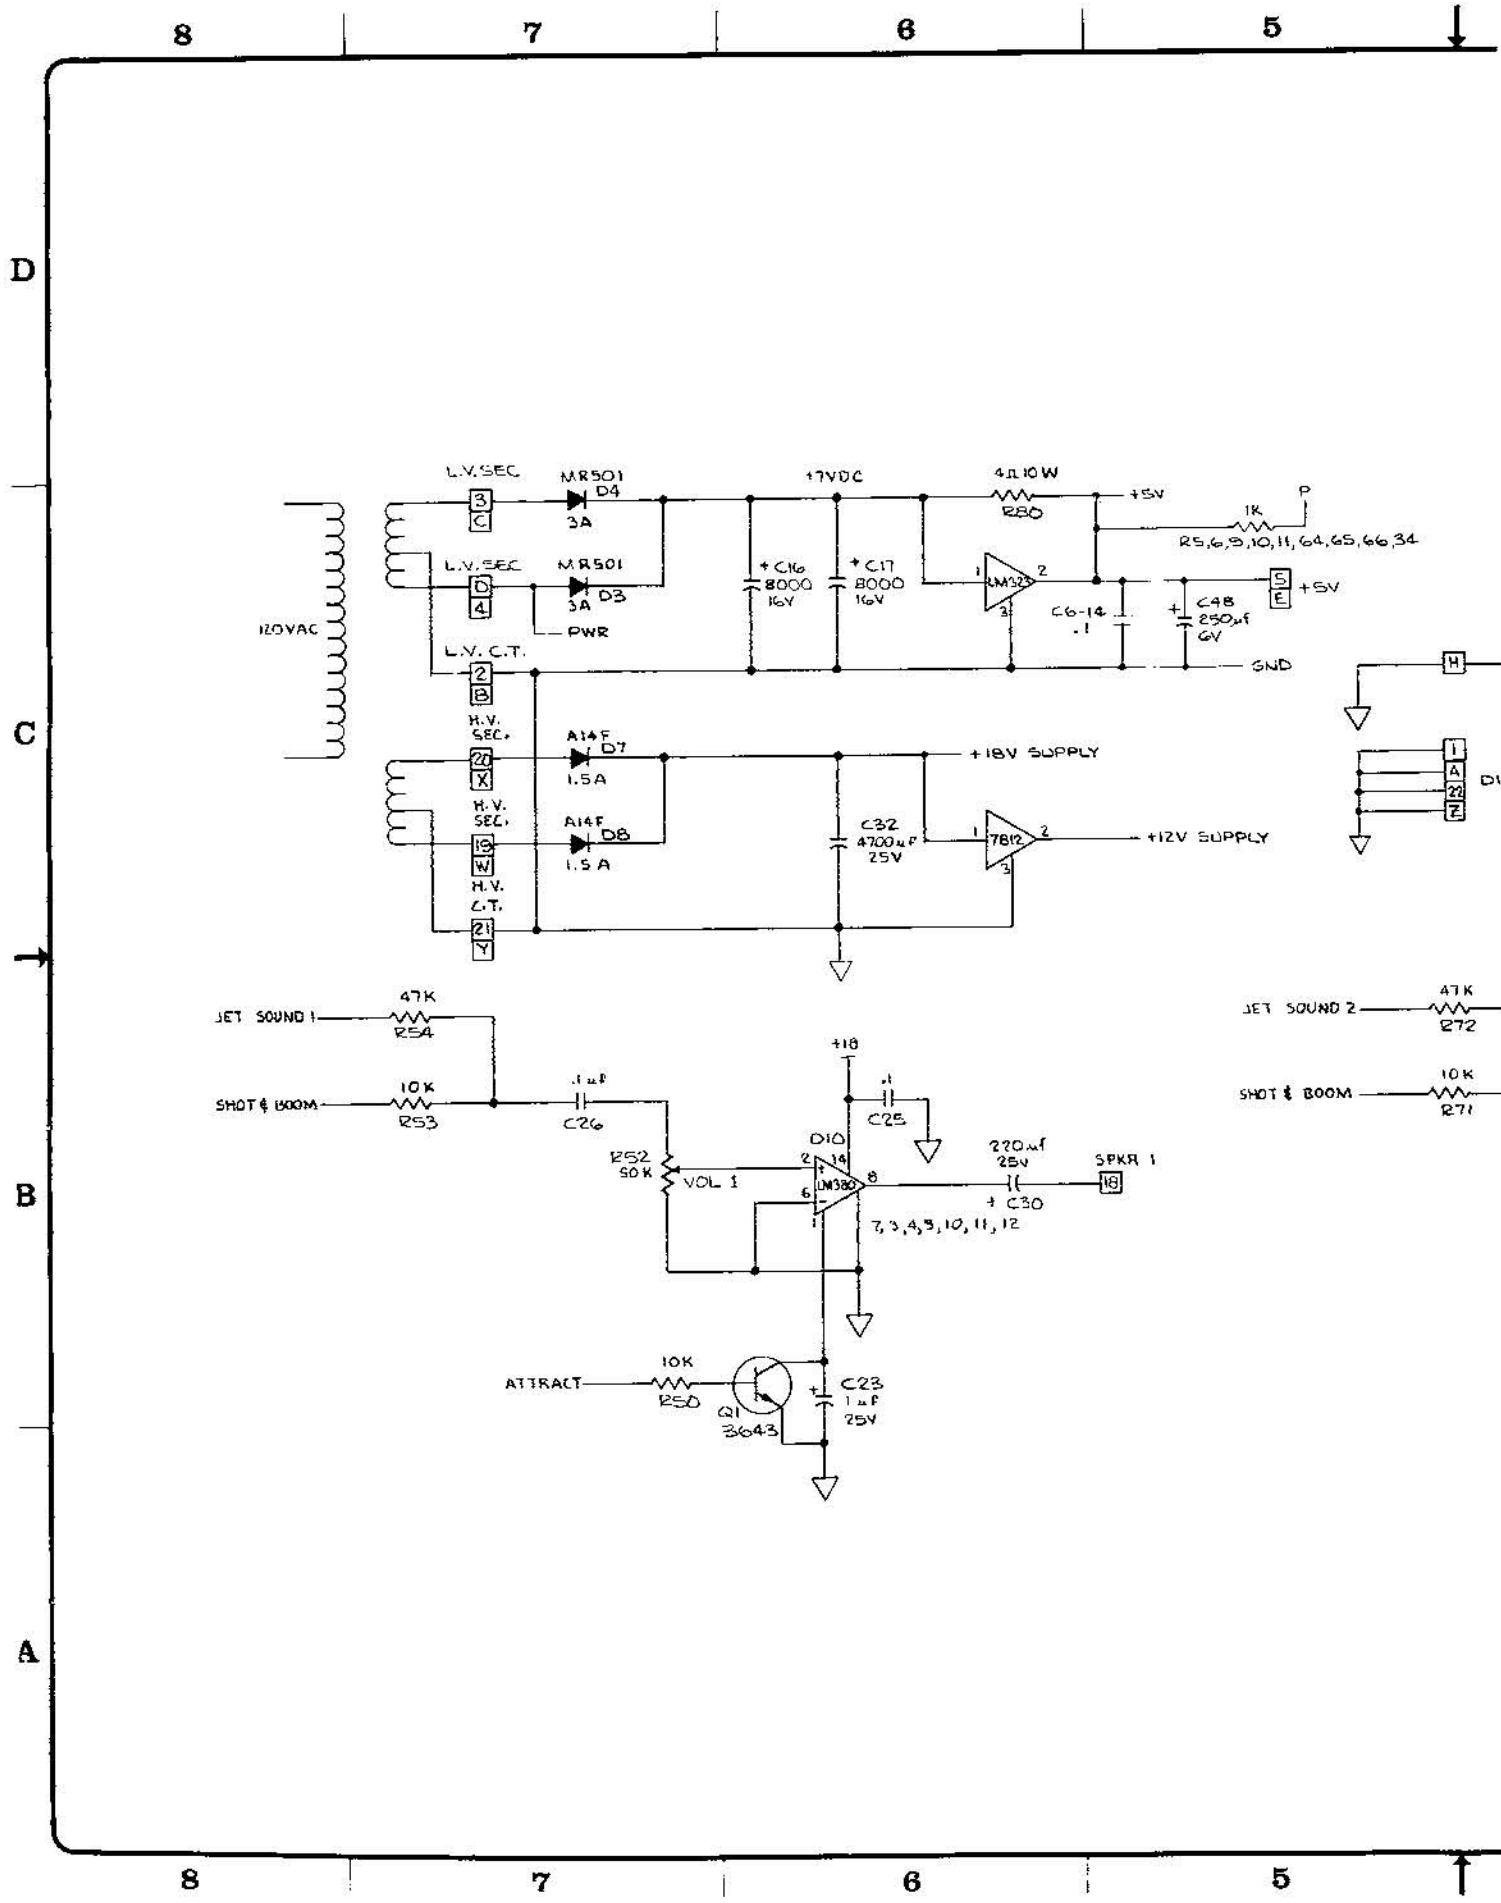 8 7 6 5
D
L.V. SEC
MR501
D4
3A
3
C
+7VDC
4Ω10W
R80
+5V
P
1K
R5,6,9,10,11,64,65,66,34
L.V. SEC
MR501
D3
3A
D
4
PWR
+ C16
8000
16V
+ C17
8000
16V
1 LM323 2
3
C6-14
.1
+ C48
250µf
6V
5
E
+5V
120VAC
L.V. C.T.
2
B
GND
H
C
H.V.
SEC.
20
X
A14F
D7
1.5A
+18V SUPPLY
1
A
22
Z
H.V.
SEC.
19
W
A14F
D8
1.5A
C32
4700µF
25V
1 7812 2
3
+12V SUPPLY
H.V.
C.T.
21
Y
JET SOUND 1
47K
R54
JET SOUND 2
47K
R72
SHOT & BOOM
10K
R53
.1µf
C26
+18
.1
C25
SHOT & BOOM
10K
R71
B
R52
50K
VOL 1
D10
2 + 14
LM380
8
6 -
1
7,3,4,5,10,11,12
220µf
25V
+ C30
SPKR 1
18
ATTRACT
10K
R50
Q1
3643
+ C23
1µF
25V
A
8 7 6 5